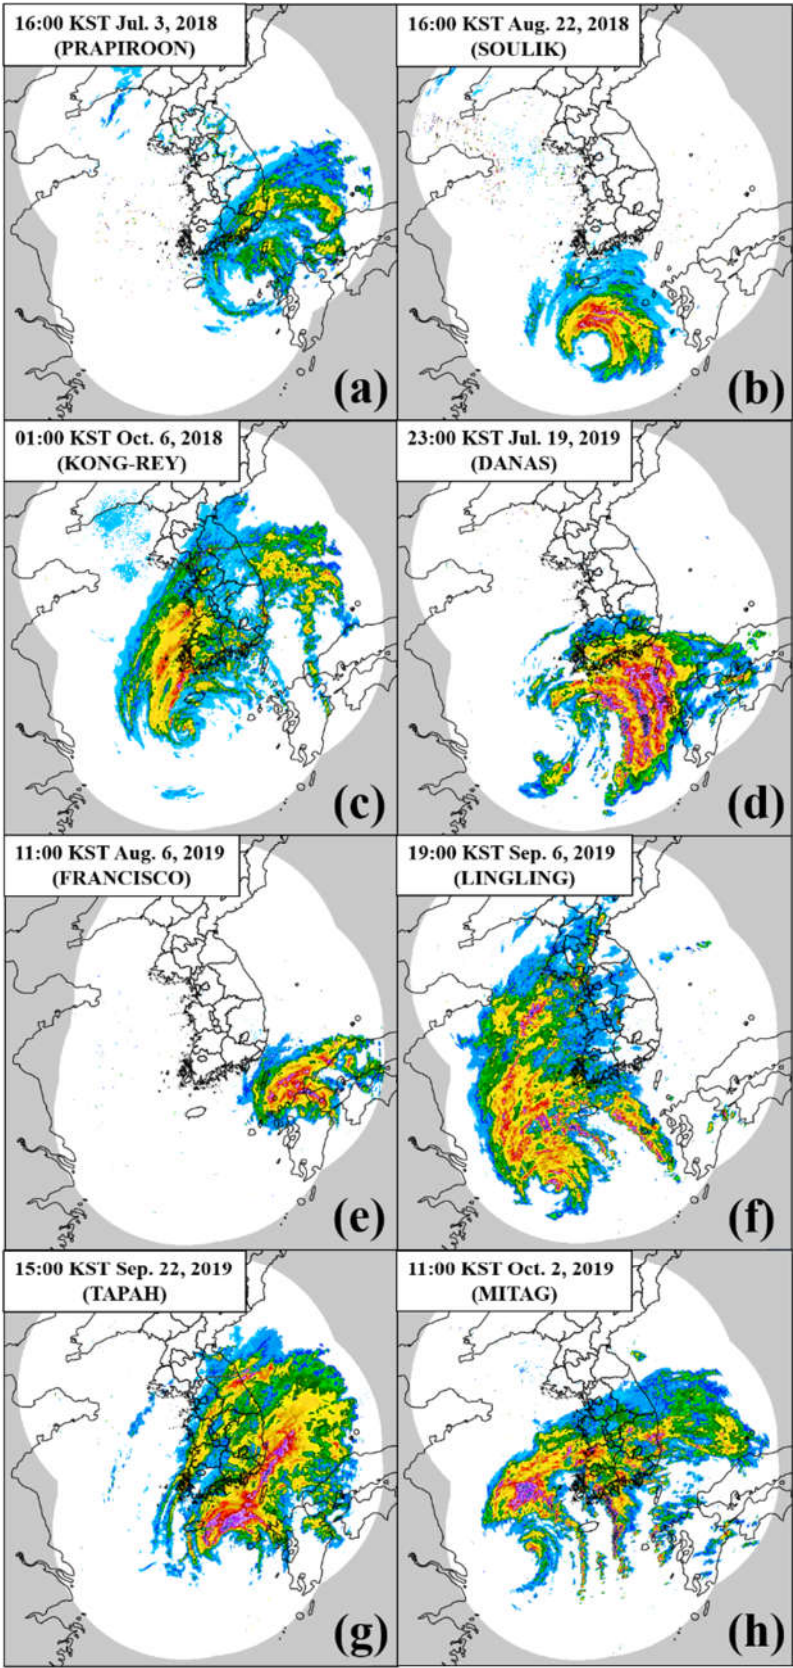 16:00 KST Jul. 3, 2018
(PRAPIROON)
(a)
16:00 KST Aug. 22, 2018
(SOULIK)
(b)
01:00 KST Oct. 6, 2018
(KONG-REY)
(c)
23:00 KST Jul. 19, 2019
(DANAS)
(d)
11:00 KST Aug. 6, 2019
(FRANCISCO)
(e)
19:00 KST Sep. 6, 2019
(LINGLING)
(f)
15:00 KST Sep. 22, 2019
(TAPAH)
(g)
11:00 KST Oct. 2, 2019
(MITAG)
(h)